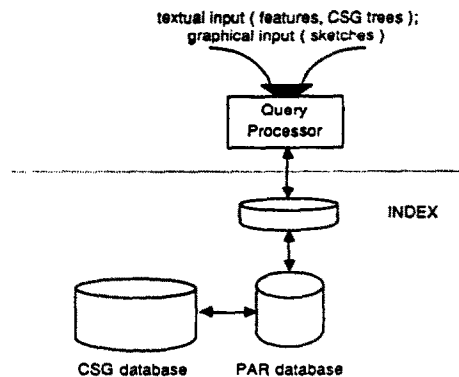 textual input ( features, CSG trees );
graphical input ( sketches )
Query
Processor
INDEX
CSG database
PAR database